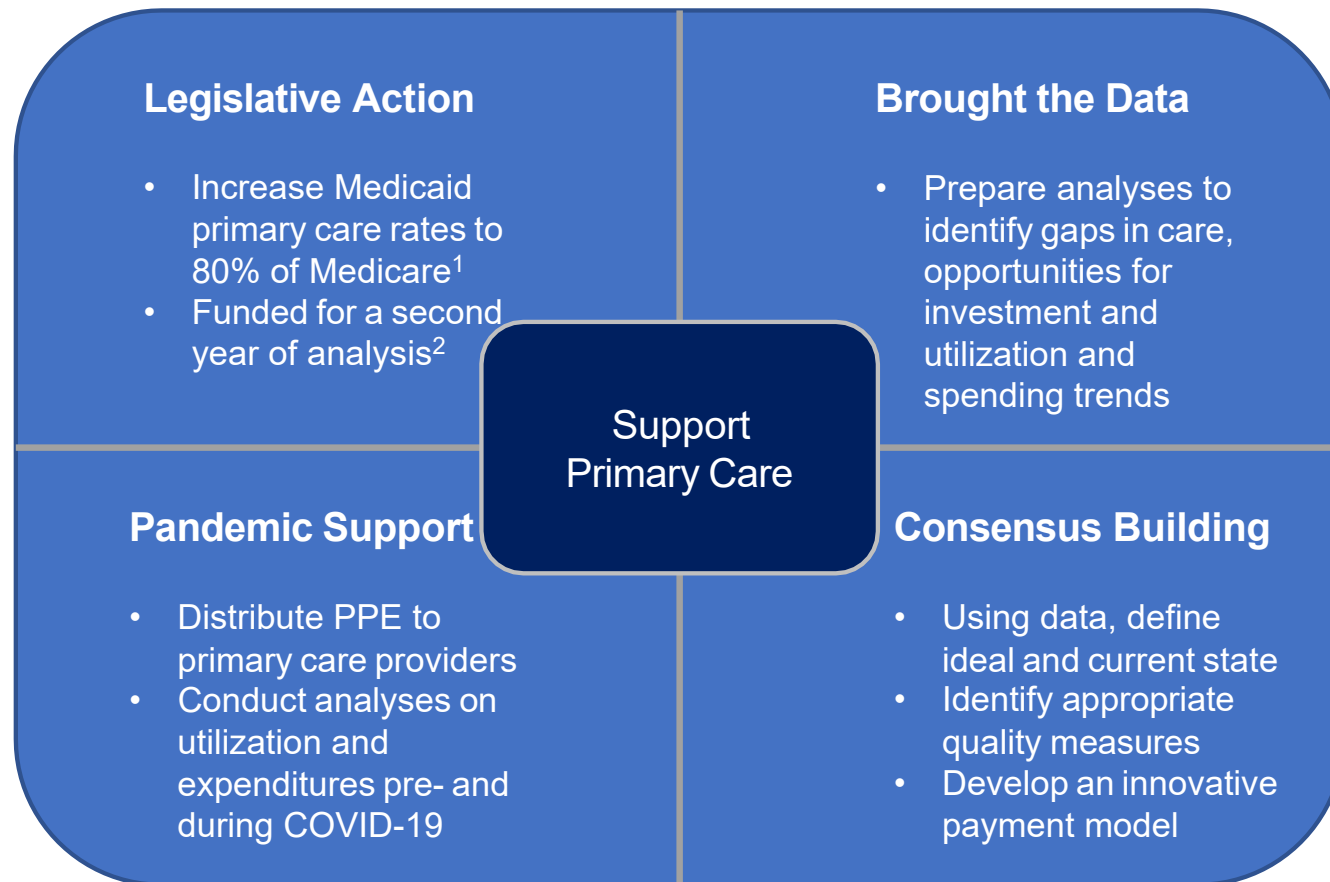 Legislative Action
• Increase Medicaid
primary care rates to
80% of Medicare1
• Funded for a second
year of analysis2
Brought the Data
• Prepare analyses to
identify gaps in care,
opportunities for
investment and
utilization and
spending trends
Support
Primary Care
Pandemic Support
• Distribute PPE to
primary care providers
• Conduct analyses on
utilization and
expenditures pre- and
during COVID-19
Consensus Building
• Using data, define
ideal and current state
• Identify appropriate
quality measures
• Develop an innovative
payment model